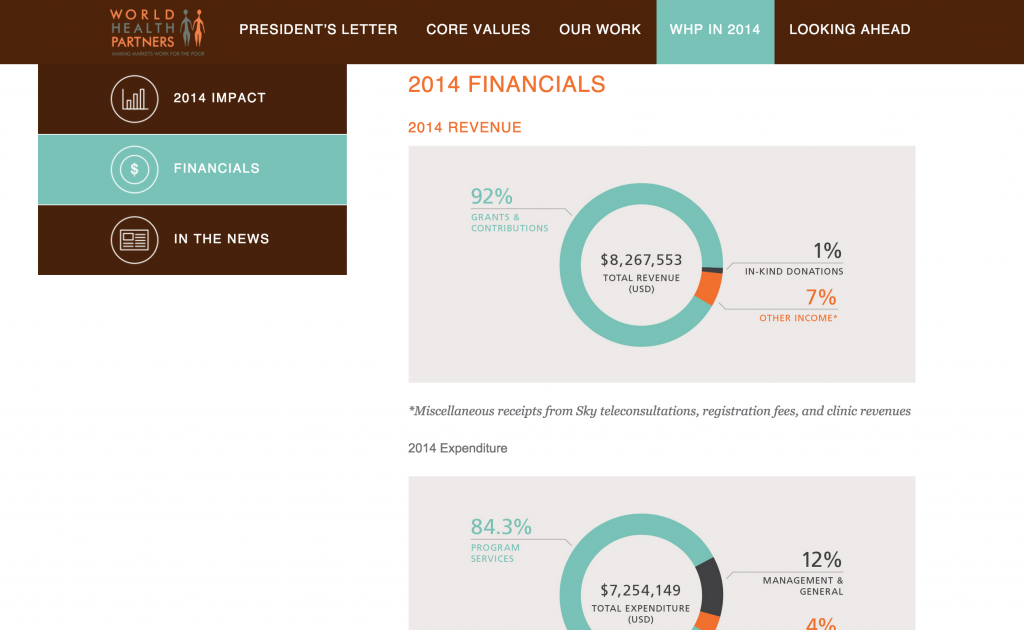 WORLD
HEALTH
PARTNERS
MAKING MARKETS WORK FOR THE POOR
PRESIDENT'S LETTER
CORE VALUES
OUR WORK
WHP IN 2014
LOOKING AHEAD
2014 IMPACT
$
FINANCIALS
IN THE NEWS
2014 FINANCIALS
2014 REVENUE
92%
GRANTS &
CONTRIBUTIONS
$8,267,553
TOTAL REVENUE
(USD)
1%
IN-KIND DONATIONS
7%
OTHER INCOME*
*Miscellaneous receipts from Sky teleconsultations, registration fees, and clinic revenues
2014 Expenditure
84.3%
PROGRAM
SERVICES
$7,254,149
TOTAL EXPENDITURE
(USD)
12%
MANAGEMENT &
GENERAL
4%